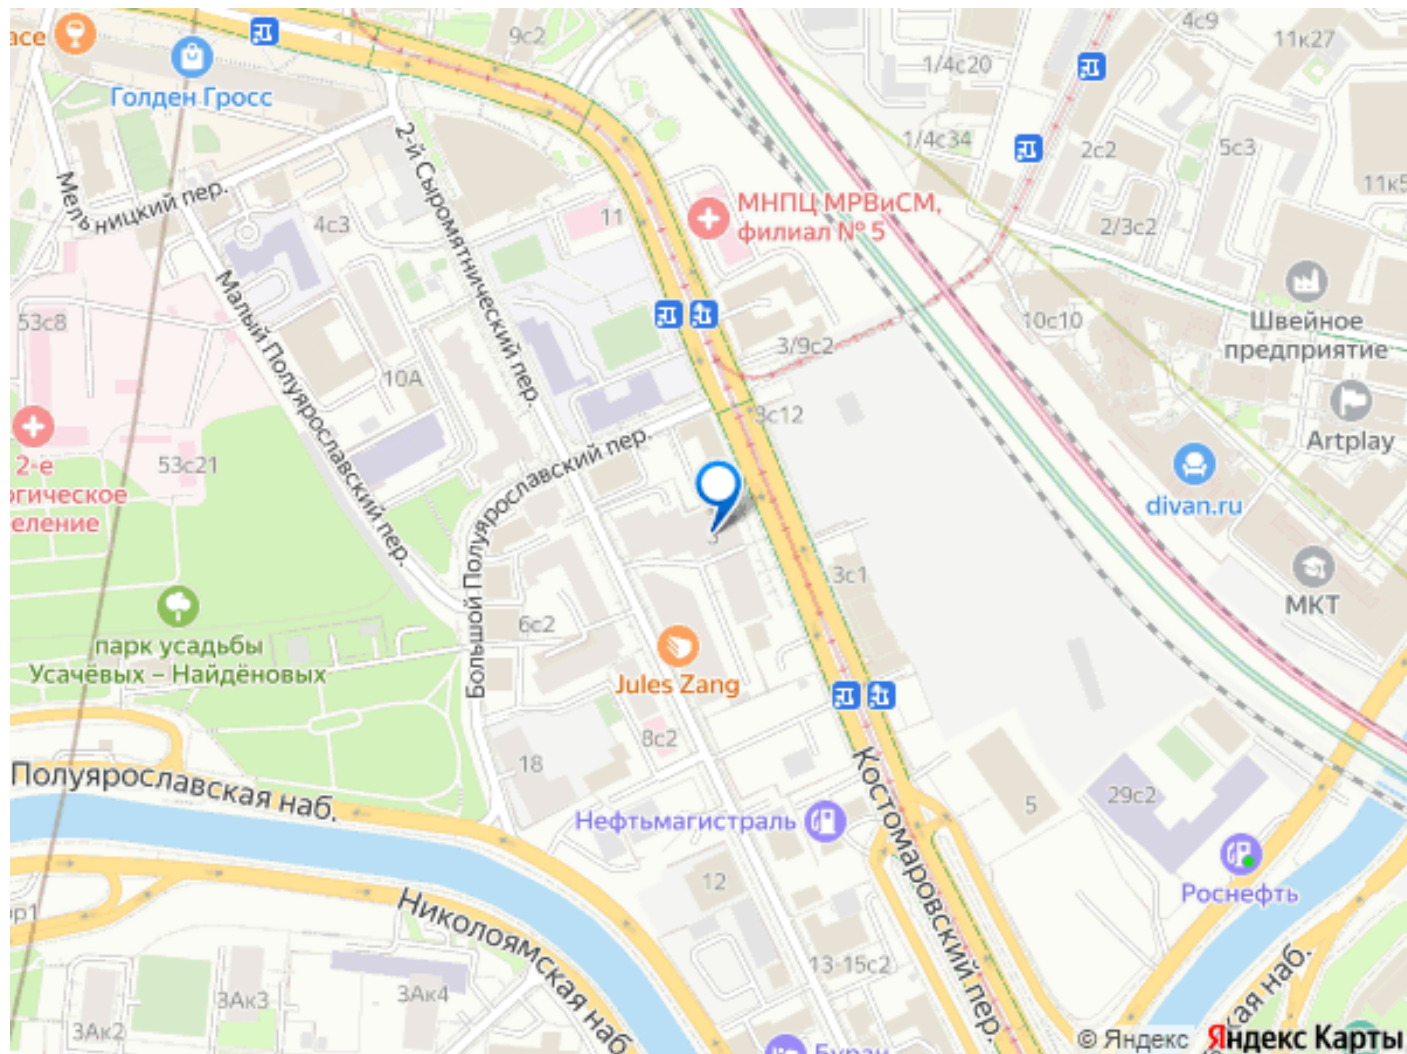 9с2
4с9
11к27
Голден Гросс
1/4с20
1/4с34
2с2
5с3
2-й Сыромятнический пер.
Мельницкий пер.
4с3
11
МНПЦ МРВиСМ,
филиал № 5
2/3с2
Малый Полуярославский пер.
53с8
10А
3/9с2
10с10
Швейное
предприятие
Artplay
2-е
53с21
Большой Полуярославский пер.
divan.ru
3с1
МКТ
парк усадьбы
Усачёвых – Найдёновых
6с2
Jules Zang
8с2
18
Полуярославская наб.
Костомаровский пер.
Нефтьмагистраль
5
29с2
12
Роснефть
Николоямская наб
13-15с2
3Ак3
3Ак4
3Ак2
© Яндекс Яндекс Карты